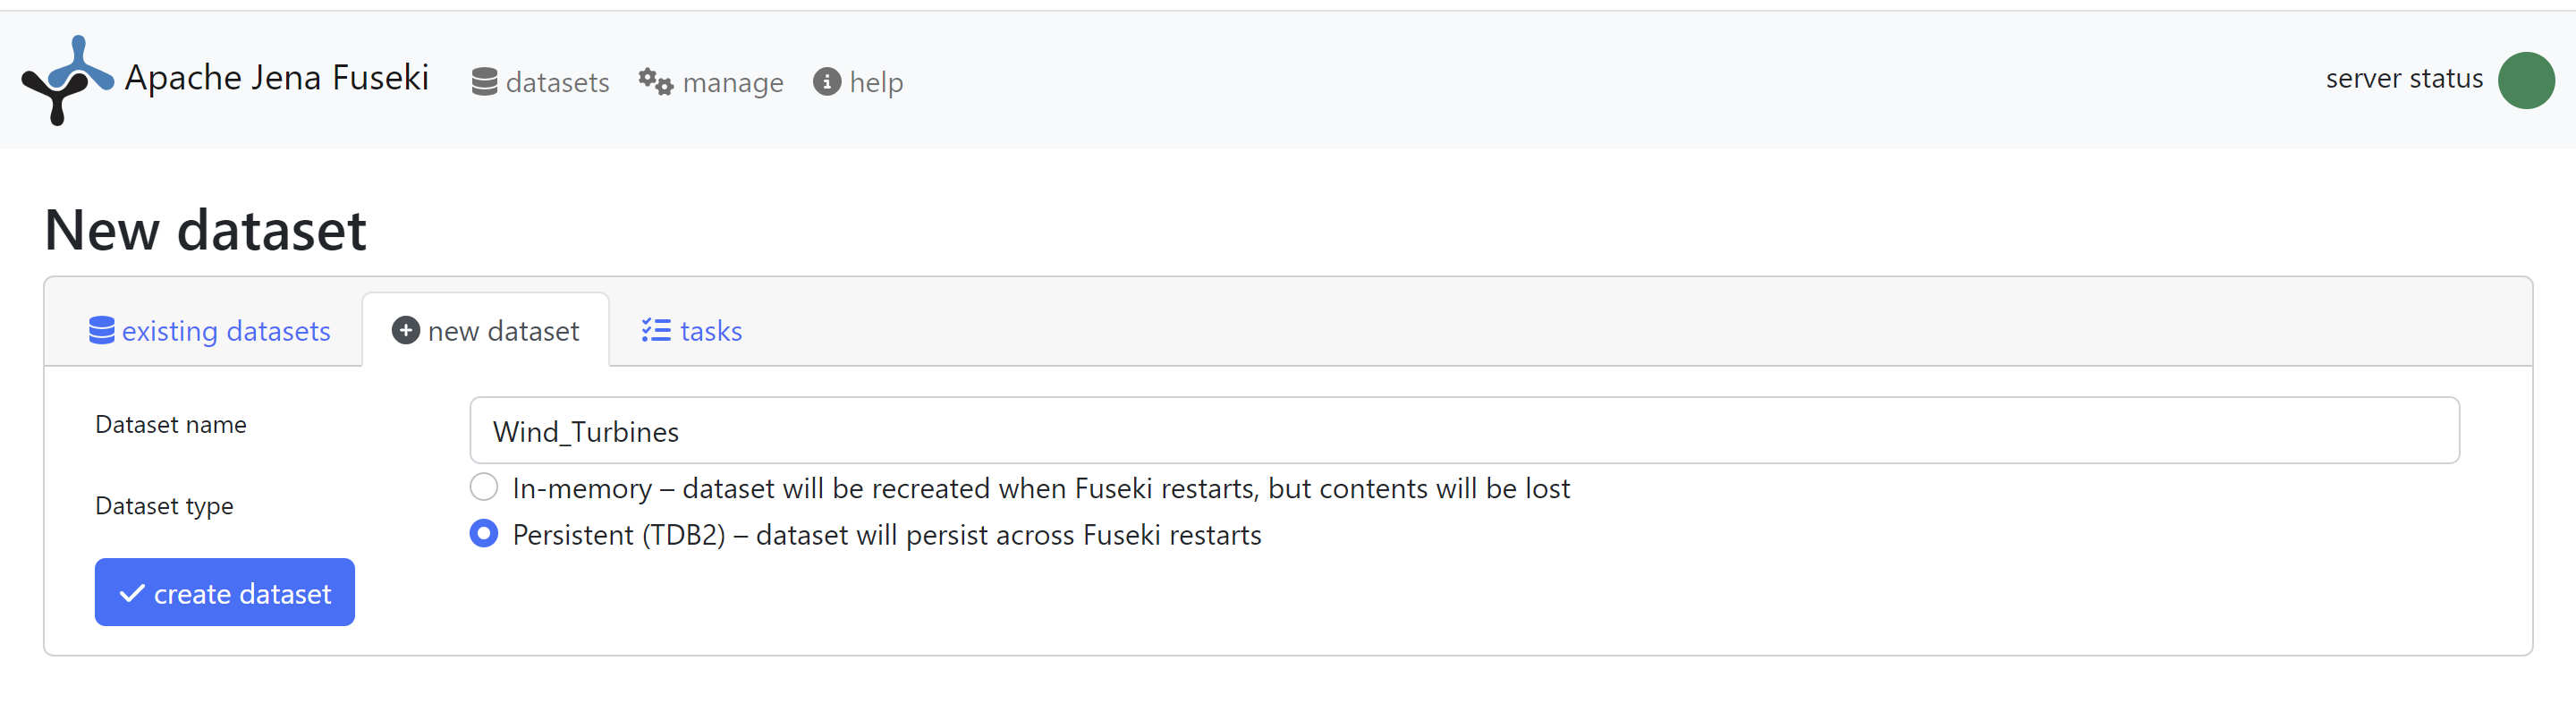 Apache Jena Fuseki datasets manage help server status
New dataset
existing datasets new dataset tasks
Dataset name Wind_Turbines
In-memory – dataset will be recreated when Fuseki restarts, but contents will be lost
Dataset type
Persistent (TDB2) – dataset will persist across Fuseki restarts
create dataset